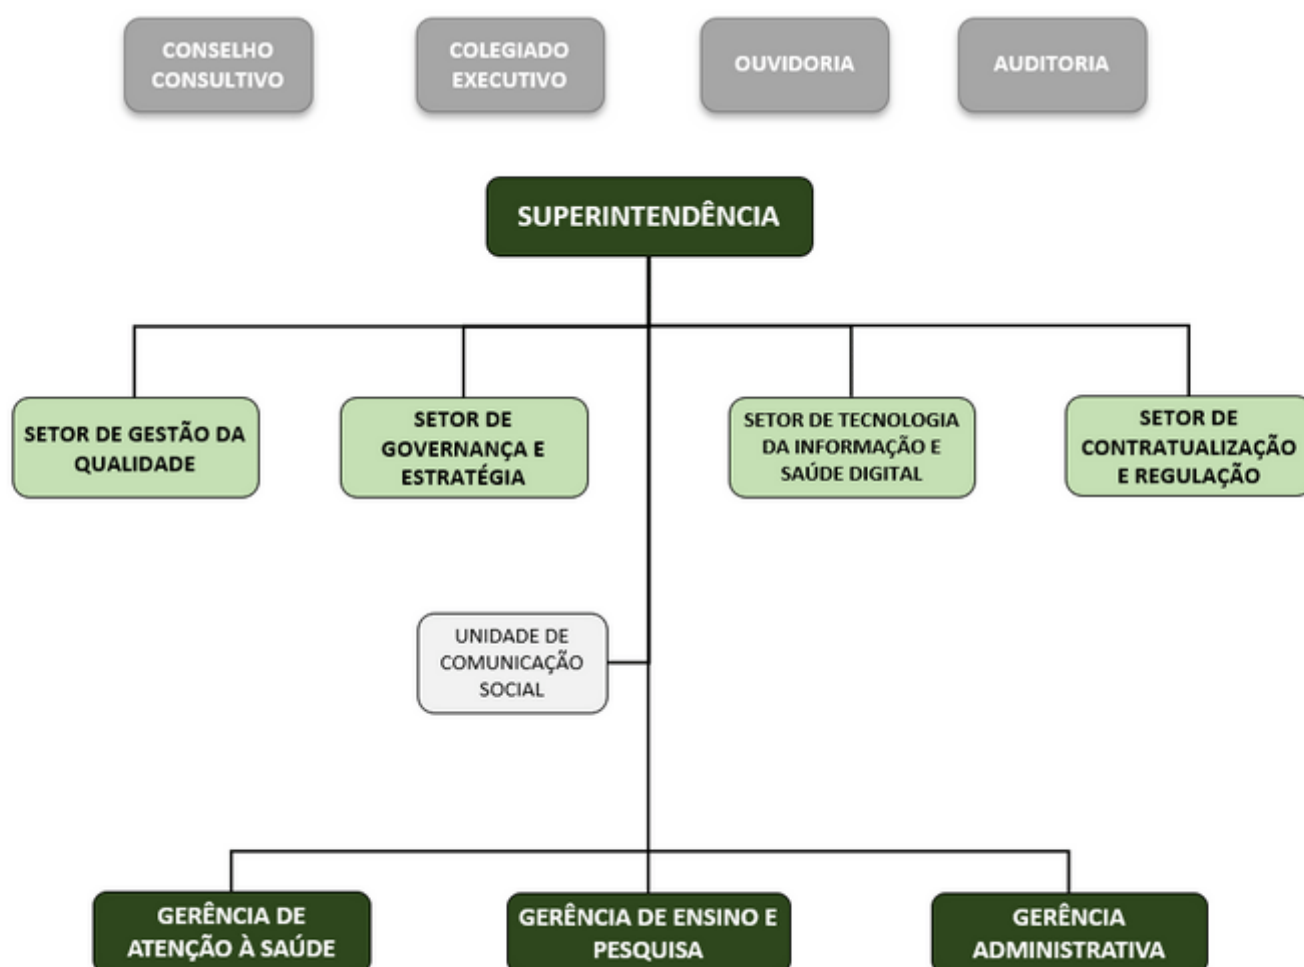 CONSELHO
CONSULTIVO
COLEGIADO
EXECUTIVO
OUVIDORIA
AUDITORIA
SUPERINTENDÊNCIA
SETOR DE GESTÃO DA
QUALIDADE
SETOR DE
GOVERNANÇA E
ESTRATÉGIA
SETOR DE TECNOLOGIA
DA INFORMAÇÃO E
SAÚDE DIGITAL
SETOR DE
CONTRATUALIZAÇÃO
E REGULAÇÃO
UNIDADE DE
COMUNICAÇÃO
SOCIAL
GERÊNCIA DE
ATENÇÃO À SAÚDE
GERÊNCIA DE ENSINO E
PESQUISA
GERÊNCIA
ADMINISTRATIVA